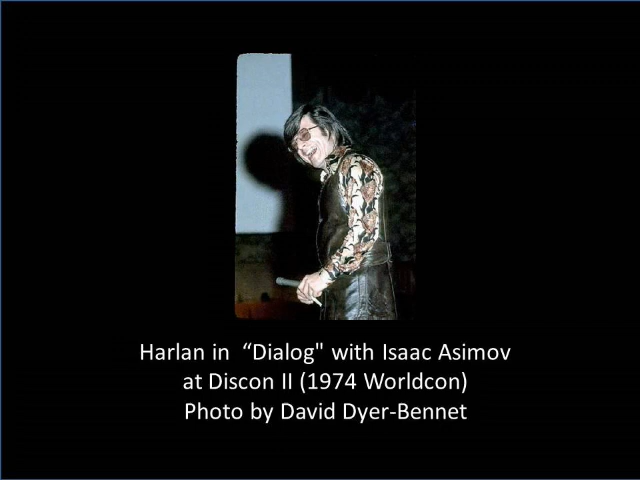 Harlan in  “Dialog" with Isaac Asimov
at Discon II (1974 Worldcon)
Photo by David Dyer-Bennet